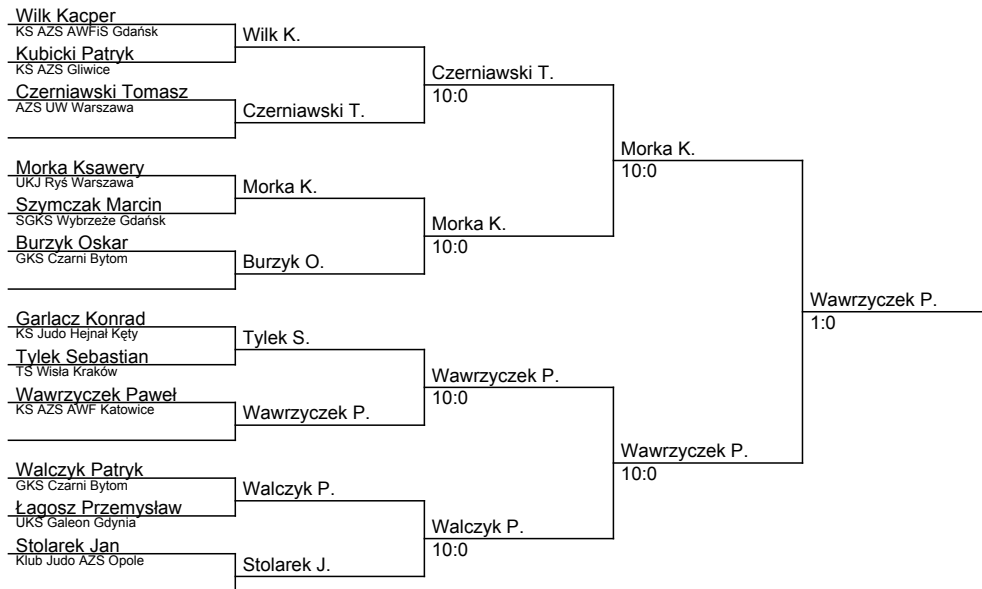 Wilk Kacper
KS AZS AWFiS Gdańsk
Kubicki Patryk
KS AZS Gliwice
Czerniawski Tomasz
AZS UW Warszawa
Morka Ksawery
UKJ Ryś Warszawa
Szymczak Marcin
SGKS Wybrzeże Gdańsk
Burzyk Oskar
GKS Czarni Bytom
Garlacz Konrad
KS Judo Hejnał Kęty
Tylek Sebastian
TS Wisła Kraków
Wawrzyczek Paweł
KS AZS AWF Katowice
Walczyk Patryk
GKS Czarni Bytom
Łagosz Przemysław
UKS Galeon Gdynia
Stolarek Jan
Klub Judo AZS Opole
Wilk K.
Czerniawski T.
Morka K.
Burzyk O.
Tylek S.
Wawrzyczek P.
Walczyk P.
Stolarek J.
Czerniawski T.
10:0
Morka K.
10:0
Wawrzyczek P.
10:0
Walczyk P.
10:0
Morka K.
10:0
Wawrzyczek P.
10:0
Wawrzyczek P.
1:0